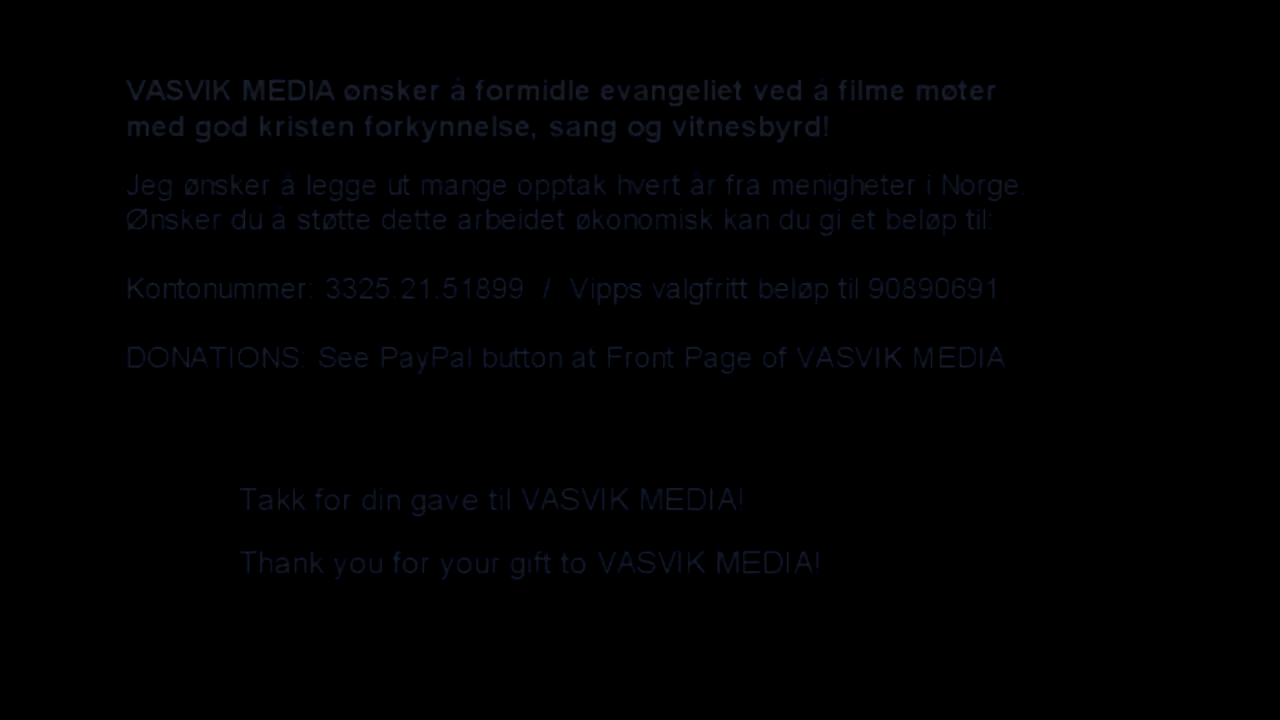 VASVIK MEDIA ønsker å formidle evangeliet ved å filme møter
med god kristen forkynnelse, sang og vitnesbyrd!
Jeg ønsker å legge ut mange opptak hvert år fra menigheter i Norge.
Ønsker du å støtte dette arbeidet økonomisk kan du gi et beløp til:
Kontonummer: 3325.21.51899 / Vipps valgfritt beløp til 90890691
DONATIONS: See PayPal button at Front Page of VASVIK MEDIA
Takk for din gave til VASVIK MEDIA!
Thank you for your gift to VASVIK MEDIA!